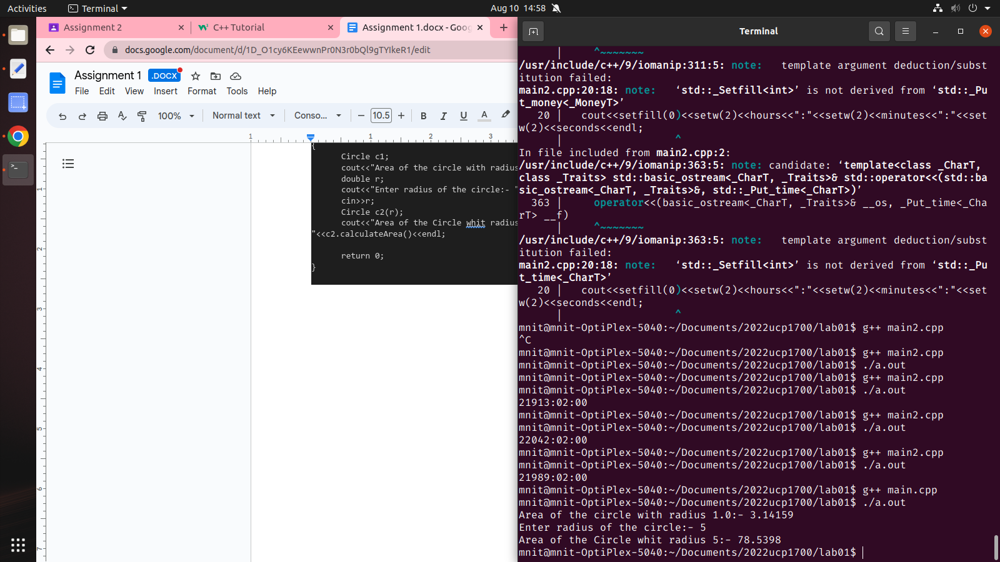 Activities
Terminal
Aug 10 14:58
Assignment 2
C++ Tutorial
Assignment 1.docx - Goog
docs.google.com/document/d/1D_O1cy6KEewwnPr0N3r0bQl9gTYIkeR1/edit
Assignment 1
.DOCX
File Edit View Insert Format Tools Help
100%
Normal text
Conso...
10.5
B I U A
1 1 2 3
1
2
3
4
5
6
7
{
Circle c1;
cout<<"Area of the circle with radius
double r;
cout<<"Enter radius of the circle:- "
cin>>r;
Circle c2(r);
cout<<"Area of the Circle whit radius
"<<c2.calculateArea()<<endl;
return 0;
}
Terminal
| ^~~~~~~~
/usr/include/c++/9/iomanip:311:5: note:   template argument deduction/subst
itution failed:
main2.cpp:20:18: note:   ‘std::_Setfill<int>’ is not derived from ‘std::_Pu
t_money<_MoneyT>’
20 |   cout<<setfill(0)<<setw(2)<<hours<<":"<<setw(2)<<minutes<<":"<<set
w(2)<<seconds<<endl;
| ^
In file included from main2.cpp:2:
/usr/include/c++/9/iomanip:363:5: note: candidate: ‘template<class _CharT,
class _Traits> std::basic_ostream<_CharT, _Traits>& std::operator<<(std::ba
sic_ostream<_CharT, _Traits>&, std::_Put_time<_CharT>)’
363 |     operator<<(basic_ostream<_CharT, _Traits>& __os, _Put_time<_Cha
rT> __f)
| ^~~~~~~~
/usr/include/c++/9/iomanip:363:5: note:   template argument deduction/subst
itution failed:
main2.cpp:20:18: note:   ‘std::_Setfill<int>’ is not derived from ‘std::_Pu
t_time<_CharT>’
20 |   cout<<setfill(0)<<setw(2)<<hours<<":"<<setw(2)<<minutes<<":"<<set
w(2)<<seconds<<endl;
| ^
mnit@mnit-OptiPlex-5040:~/Documents/2022ucp1700/lab01$ g++ main2.cpp
^C
mnit@mnit-OptiPlex-5040:~/Documents/2022ucp1700/lab01$ g++ main2.cpp
mnit@mnit-OptiPlex-5040:~/Documents/2022ucp1700/lab01$ ./a.out
mnit@mnit-OptiPlex-5040:~/Documents/2022ucp1700/lab01$ g++ main2.cpp
mnit@mnit-OptiPlex-5040:~/Documents/2022ucp1700/lab01$ ./a.out
21913:02:00
mnit@mnit-OptiPlex-5040:~/Documents/2022ucp1700/lab01$ g++ main2.cpp
mnit@mnit-OptiPlex-5040:~/Documents/2022ucp1700/lab01$ ./a.out
22042:02:00
mnit@mnit-OptiPlex-5040:~/Documents/2022ucp1700/lab01$ g++ main2.cpp
mnit@mnit-OptiPlex-5040:~/Documents/2022ucp1700/lab01$ ./a.out
21989:02:00
mnit@mnit-OptiPlex-5040:~/Documents/2022ucp1700/lab01$ g++ main.cpp
mnit@mnit-OptiPlex-5040:~/Documents/2022ucp1700/lab01$ ./a.out
Area of the circle with radius 1.0:- 3.14159
Enter radius of the circle:- 5
Area of the Circle whit radius 5:- 78.5398
mnit@mnit-OptiPlex-5040:~/Documents/2022ucp1700/lab01$